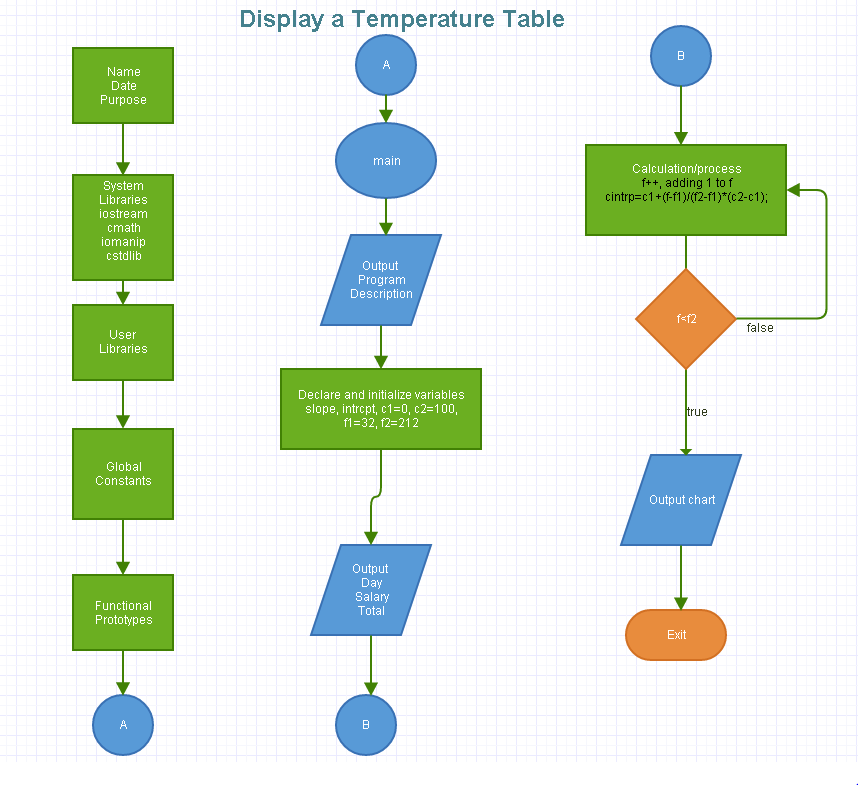 Display a Temperature Table
Name
Date
Purpose
System
Libraries
iostream
cmath
iomanip
cstdlib
User
Libraries
Global
Constants
Functional
Prototypes
A
A
main
Output
Program
Description
Declare and initialize variables
slope, intrcpt, c1=0, c2=100,
f1=32, f2=212
Output
Day
Salary
Total
B
B
Calculation/process
f++, adding 1 to f
cintrp=c1+(f-f1)/(f2-f1)*(c2-c1);
f<f2
false
true
Output chart
Exit